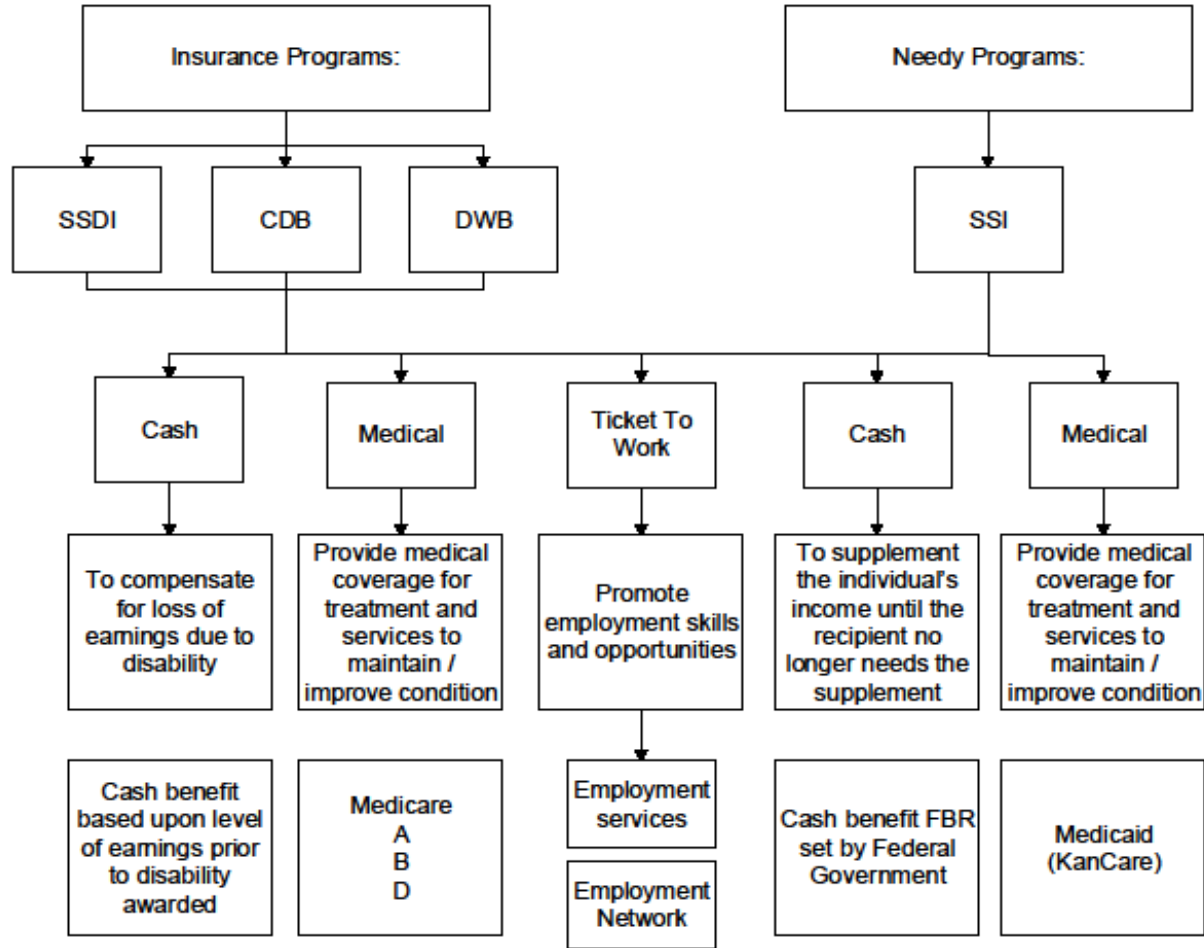 Insurance Programs:
Needy Programs:
SSDI
CDB
DWB
SSI
Cash
Medical
Ticket To
Work
Cash
Medical
To compensate
for loss of
earnings due to
disability
Provide medical
coverage for
treatment and
services to
maintain /
improve condition
Promote
employment skills
and opportunities
To supplement
the individual's
income until the
recipient no
longer needs the
supplement
Provide medical
coverage for
treatment and
services to
maintain /
improve condition
Cash benefit
based upon level
of earnings prior
to disability
awarded
Medicare
A
B
D
Employment
services
Employment
Network
Cash benefit FBR
set by Federal
Government
Medicaid
(KanCare)